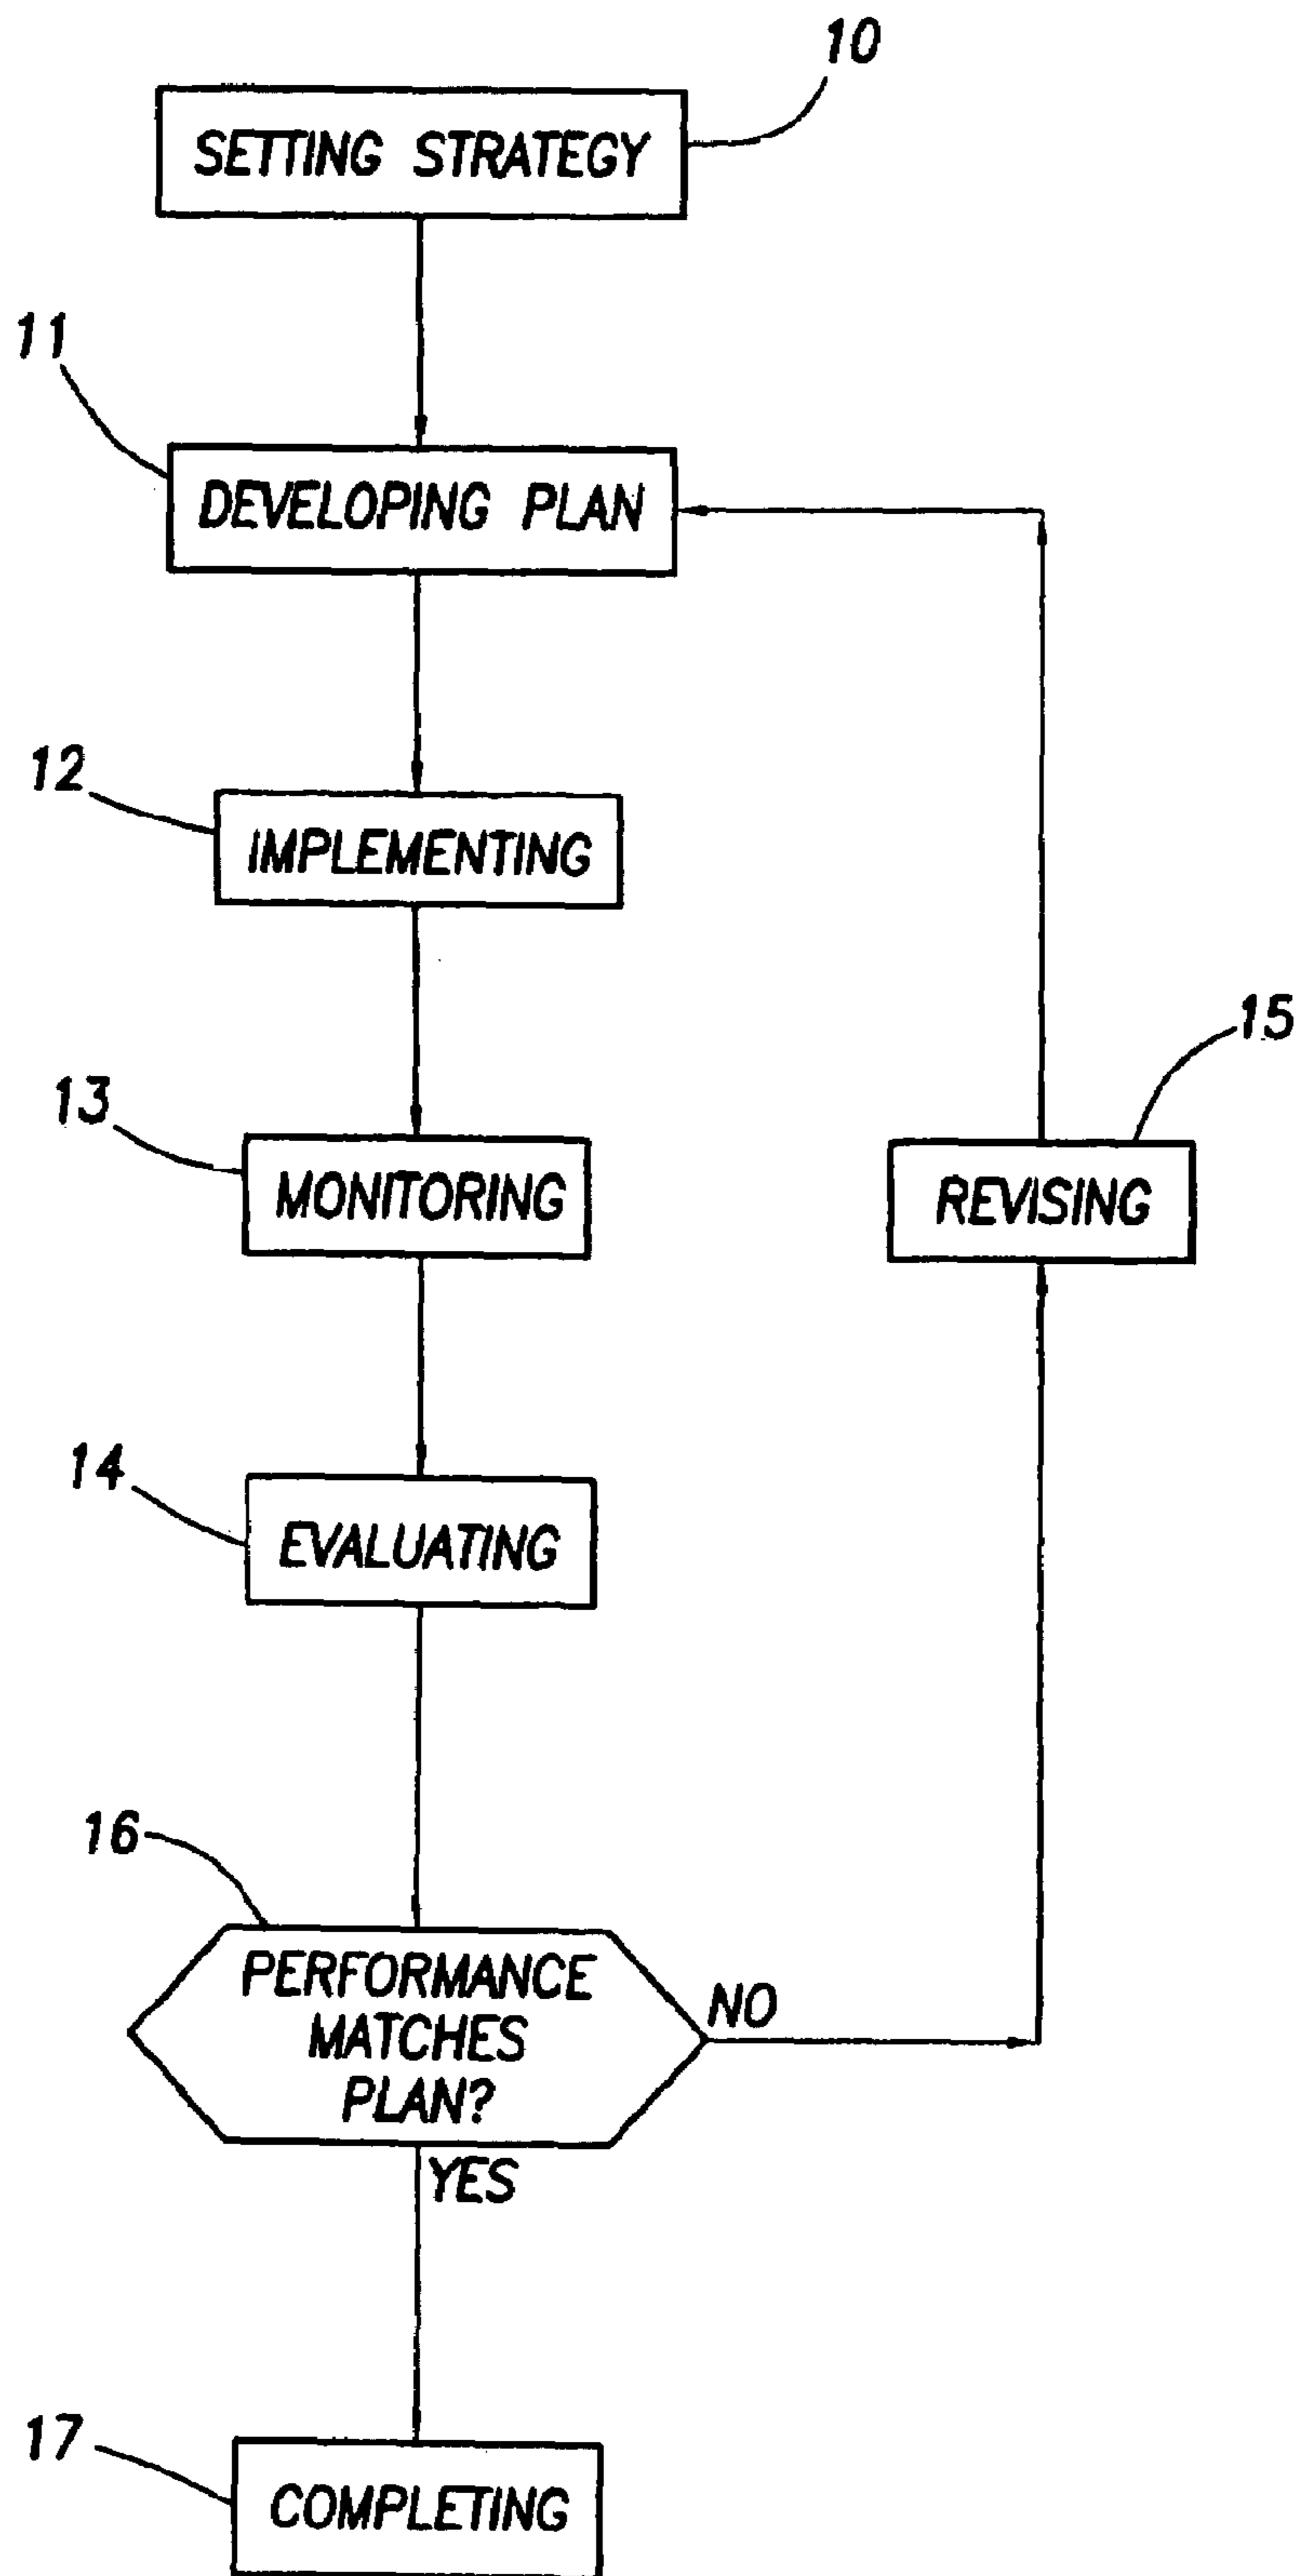 10
SETTING STRATEGY
11
DEVELOPING PLAN
12
IMPLEMENTING
13
MONITORING
15
REVISING
14
EVALUATING
16
PERFORMANCE
MATCHES
PLAN?
NO
YES
17
COMPLETING